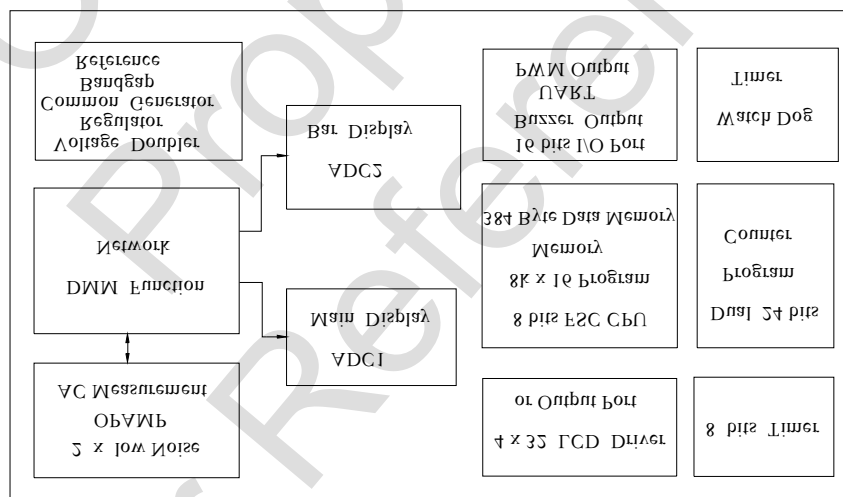 2 x low Noise
OPAMP
AC Measurement
ADC1
Main Display
4 x 32 LCD Driver
or Output Port
8 bits Timer
DMM Function
Network
8 bits FSC CPU
8k x 16 Program
Memory
384 Byte Data Memory
Dual 24 bits
Program
Counter
Voltage Doubler
Regulator
Common Generator
Bandgap
Reference
ADC2
Bar Display
16 bits I/O Port
Buzzer Output
UART
PWM Output
Watch Dog
Timer
Prop
r Refere